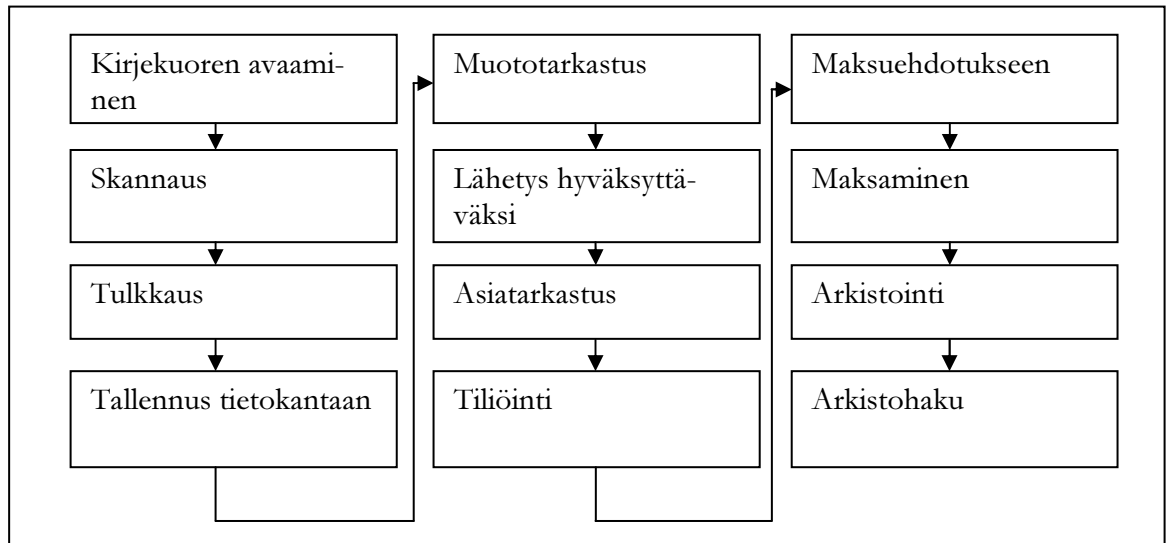 Kirjekuoren avaami-
nen
Skannaus
Tulkkaus
Tallennus tietokantaan
Muototarkastus
Lähetys hyväksyttä-
väksi
Asiatarkastus
Tiliöinti
Maksuehdotukseen
Maksaminen
Arkistointi
Arkistohaku